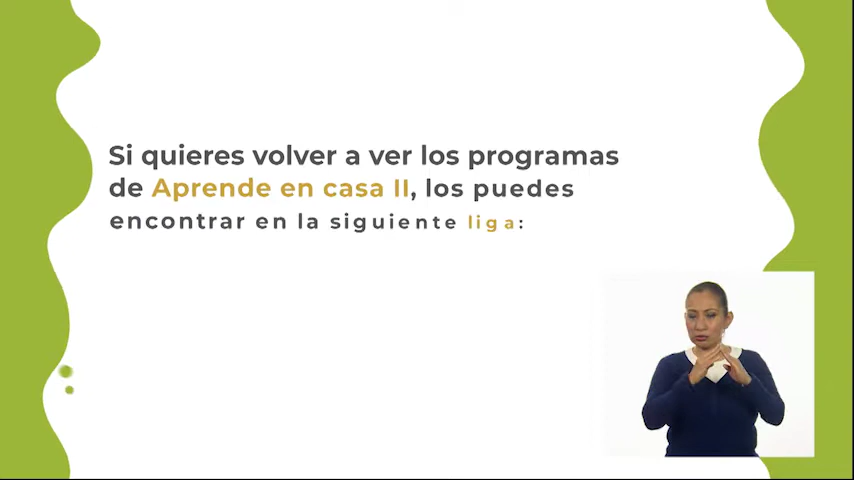 Si quieres volver a ver los programas
de Aprende en casa II, los puedes
encontrar en la siguiente liga: